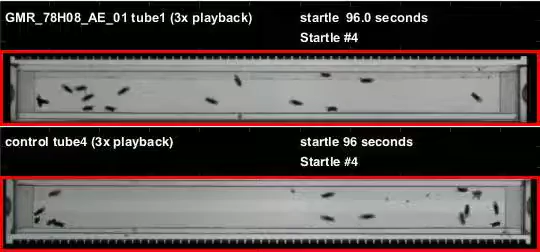 GMR_78H08_AE_01 tube1 (3x playback) startle 96.0 seconds
Startle #4
control tube4 (3x playback) startle 96 seconds
Startle #4